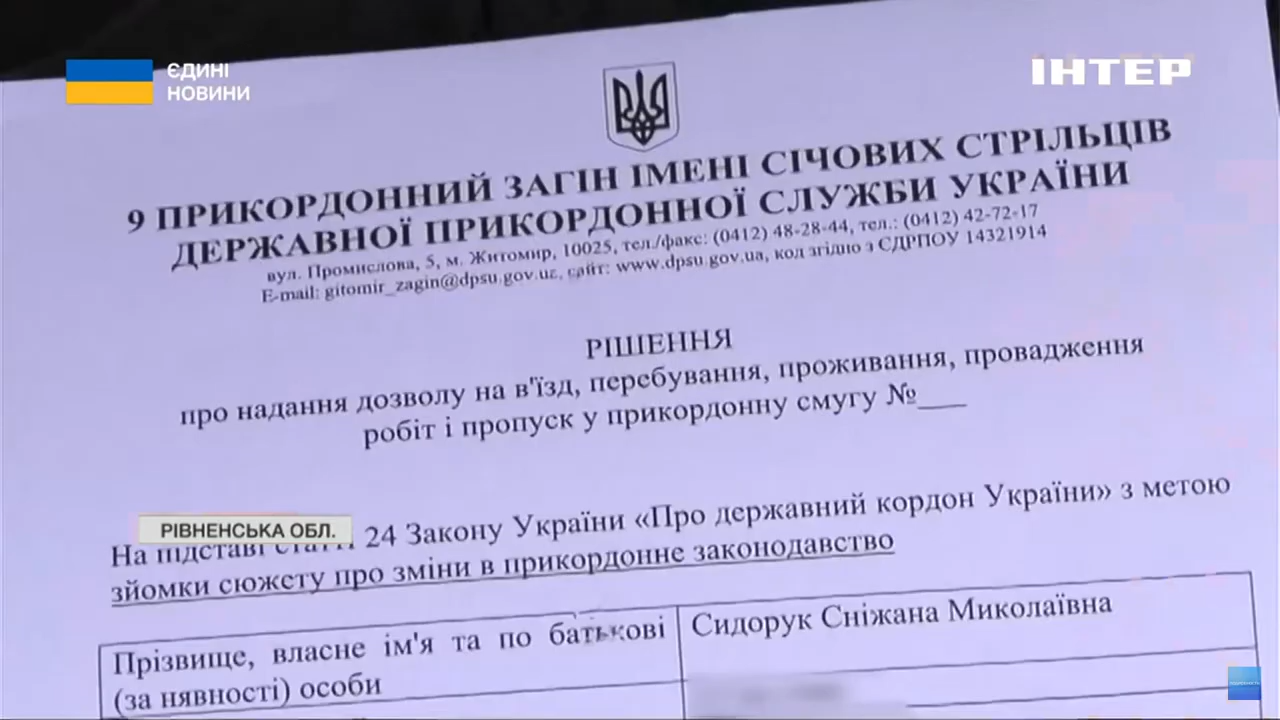 ЄДИНІ
НОВИНИ
ІНТЕР
9 ПРИКОРДОННИЙ ЗАГІН ІМЕНІ СІЧОВИХ СТРІЛЬЦІВ
ДЕРЖАВНОЇ ПРИКОРДОННОЇ СЛУЖБИ УКРАЇНИ
вул. Промислова, 5, м. Житомир, 10025, тел./факс: (0412) 48-28-44, тел.: (0412) 42-72-17
E-mail: gitomir_zagin@dpsu.gov.ua, сайт: www.dpsu.gov.ua, код згідно з ЄДРПОУ 14321914
РІШЕННЯ
про надання дозволу на в'їзд, перебування, проживання, провадження
робіт і пропуск у прикордонну смугу №___
РІВНЕНСЬКА ОБЛ.
На підставі статті 24 Закону України «Про державний кордон України» з метою
зйомки сюжету про зміни в прикордонне законодавство
Прізвище, власне ім'я та по батькові
(за нявності) особи
Сидорук Сніжана Миколаївна